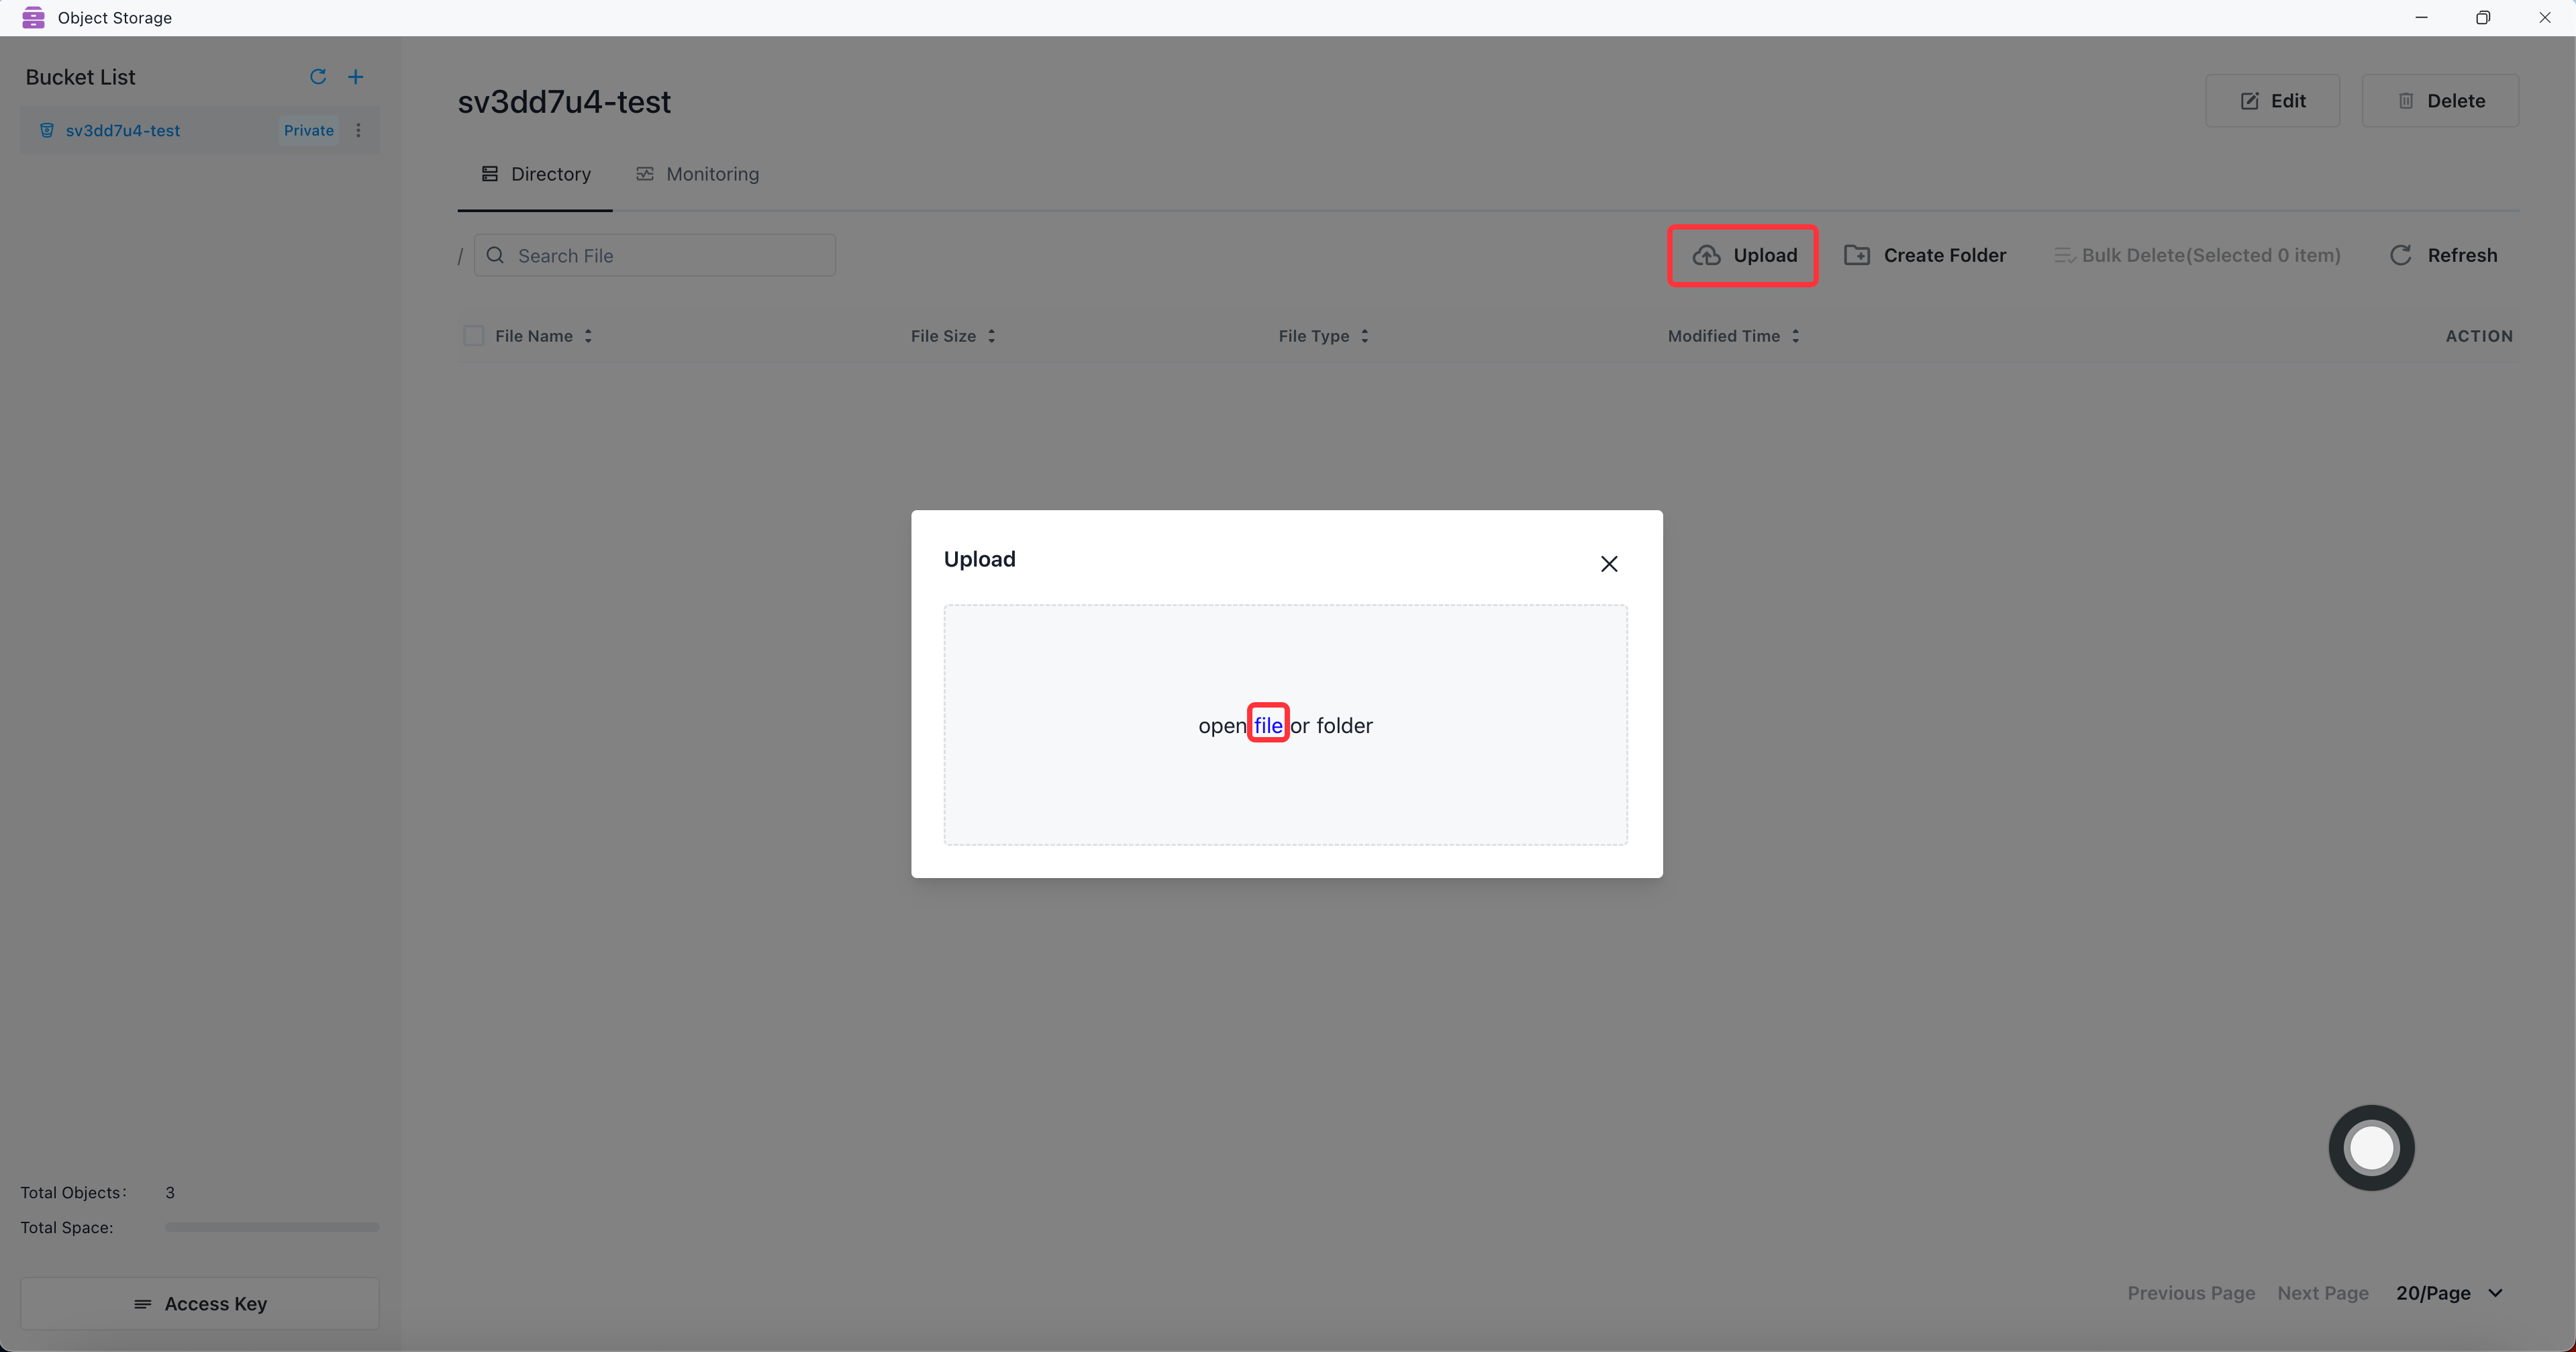 Object Storage
Bucket List
sv3dd7u4-test Private
sv3dd7u4-test
Edit Delete
Directory Monitoring
/ Search File
Upload Create Folder Bulk Delete(Selected 0 item) Refresh
File Name File Size File Type Modified Time ACTION
Upload
open file or folder
Total Objects: 3
Total Space:
Access Key
Previous Page Next Page 20/Page